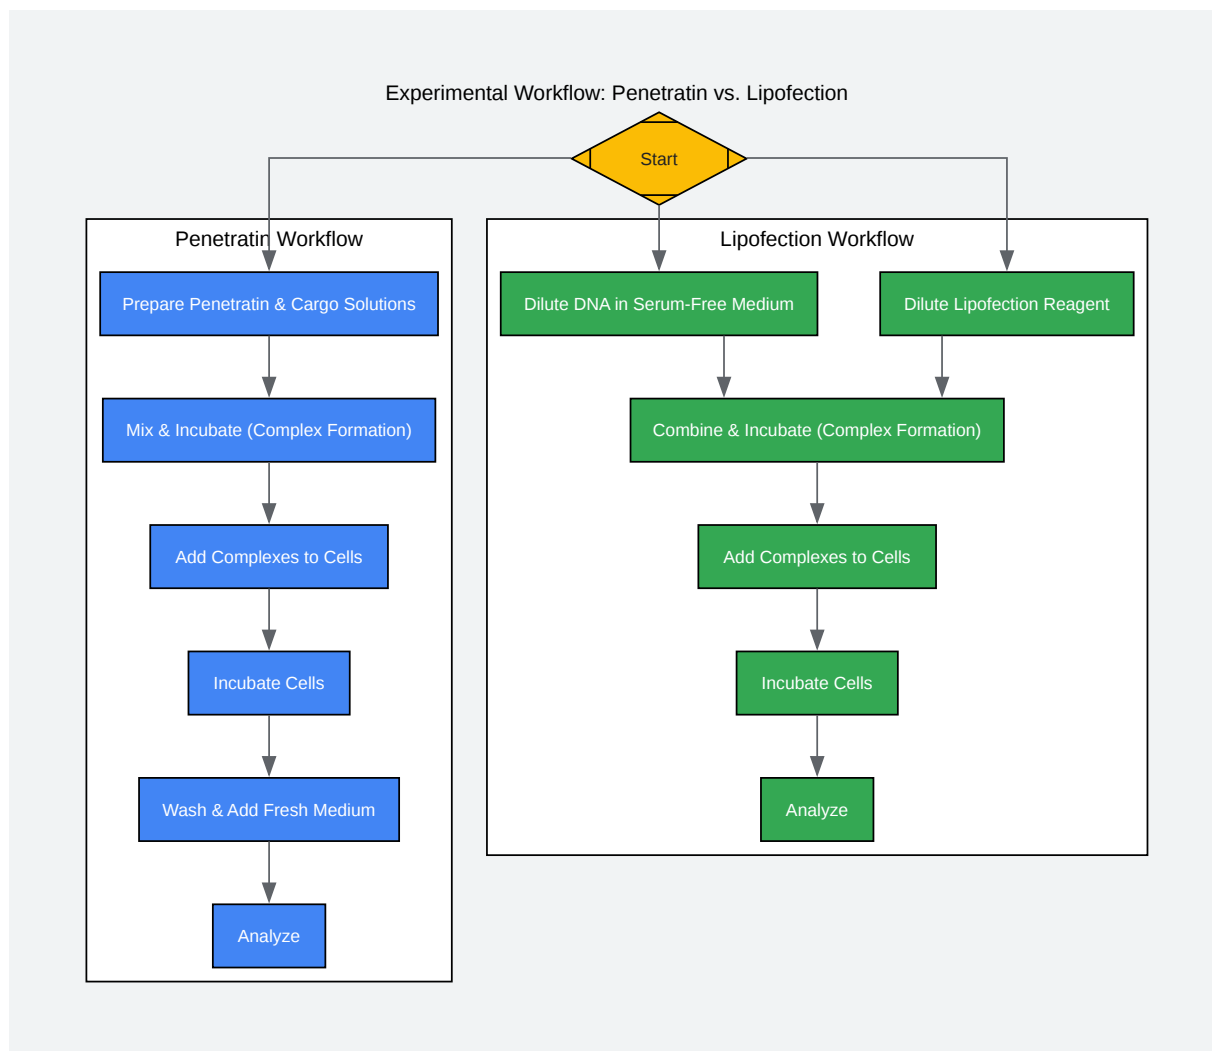 Experimental Workflow: Penetratin vs. Lipofection
Start
Penetratin Workflow
Prepare Penetratin & Cargo Solutions
Mix & Incubate (Complex Formation)
Add Complexes to Cells
Incubate Cells
Wash & Add Fresh Medium
Analyze
Lipofection Workflow
Dilute DNA in Serum-Free Medium
Dilute Lipofection Reagent
Combine & Incubate (Complex Formation)
Add Complexes to Cells
Incubate Cells
Analyze